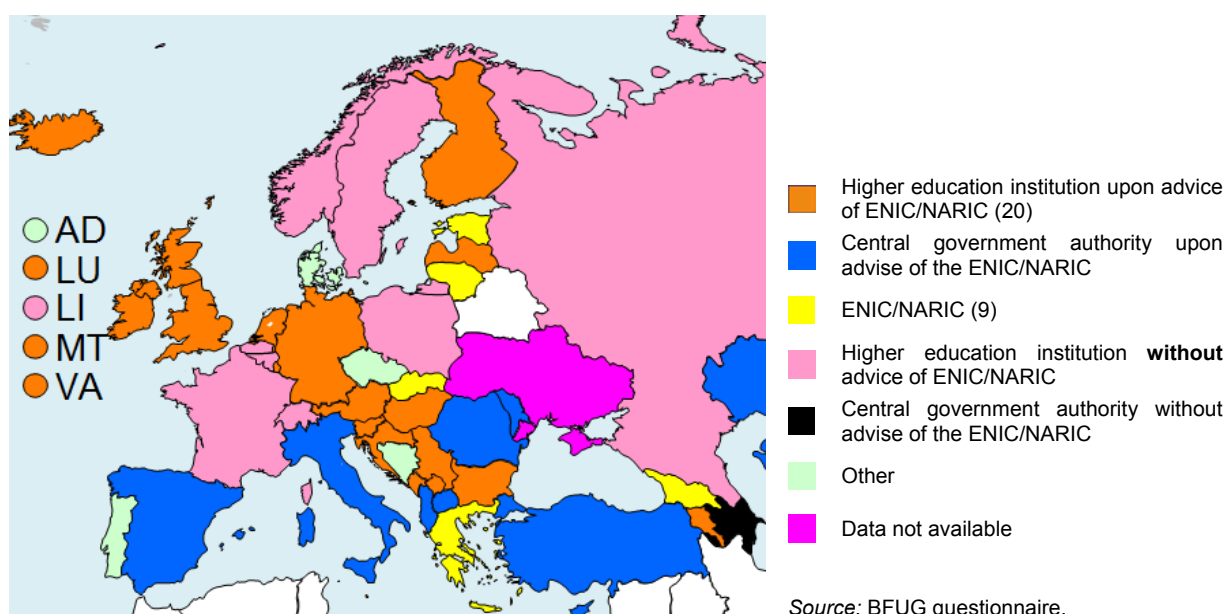 AD
LU
LI
MT
VA
Higher education institution upon advice
of ENIC/NARIC (20)
Central government authority upon
advise of the ENIC/NARIC
ENIC/NARIC (9)
Higher education institution without
advice of ENIC/NARIC
Central government authority without
advise of the ENIC/NARIC
Other
Data not available
Source: BFUG questionnaire.